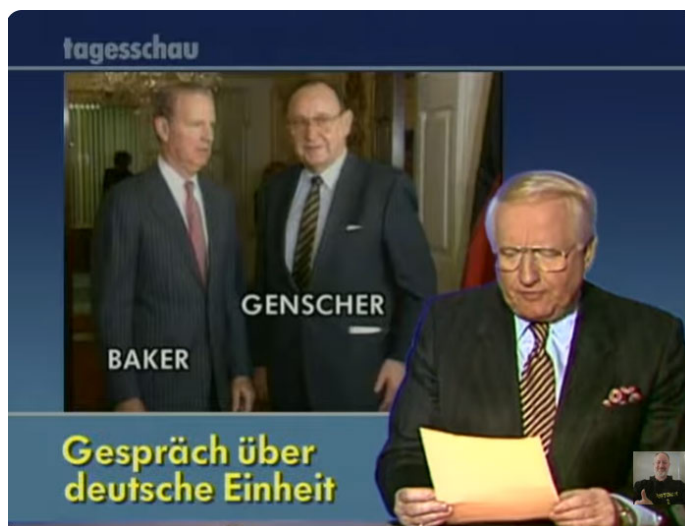 tagesschau
GENSCHER
BAKER
Gespräch über
deutsche Einheit